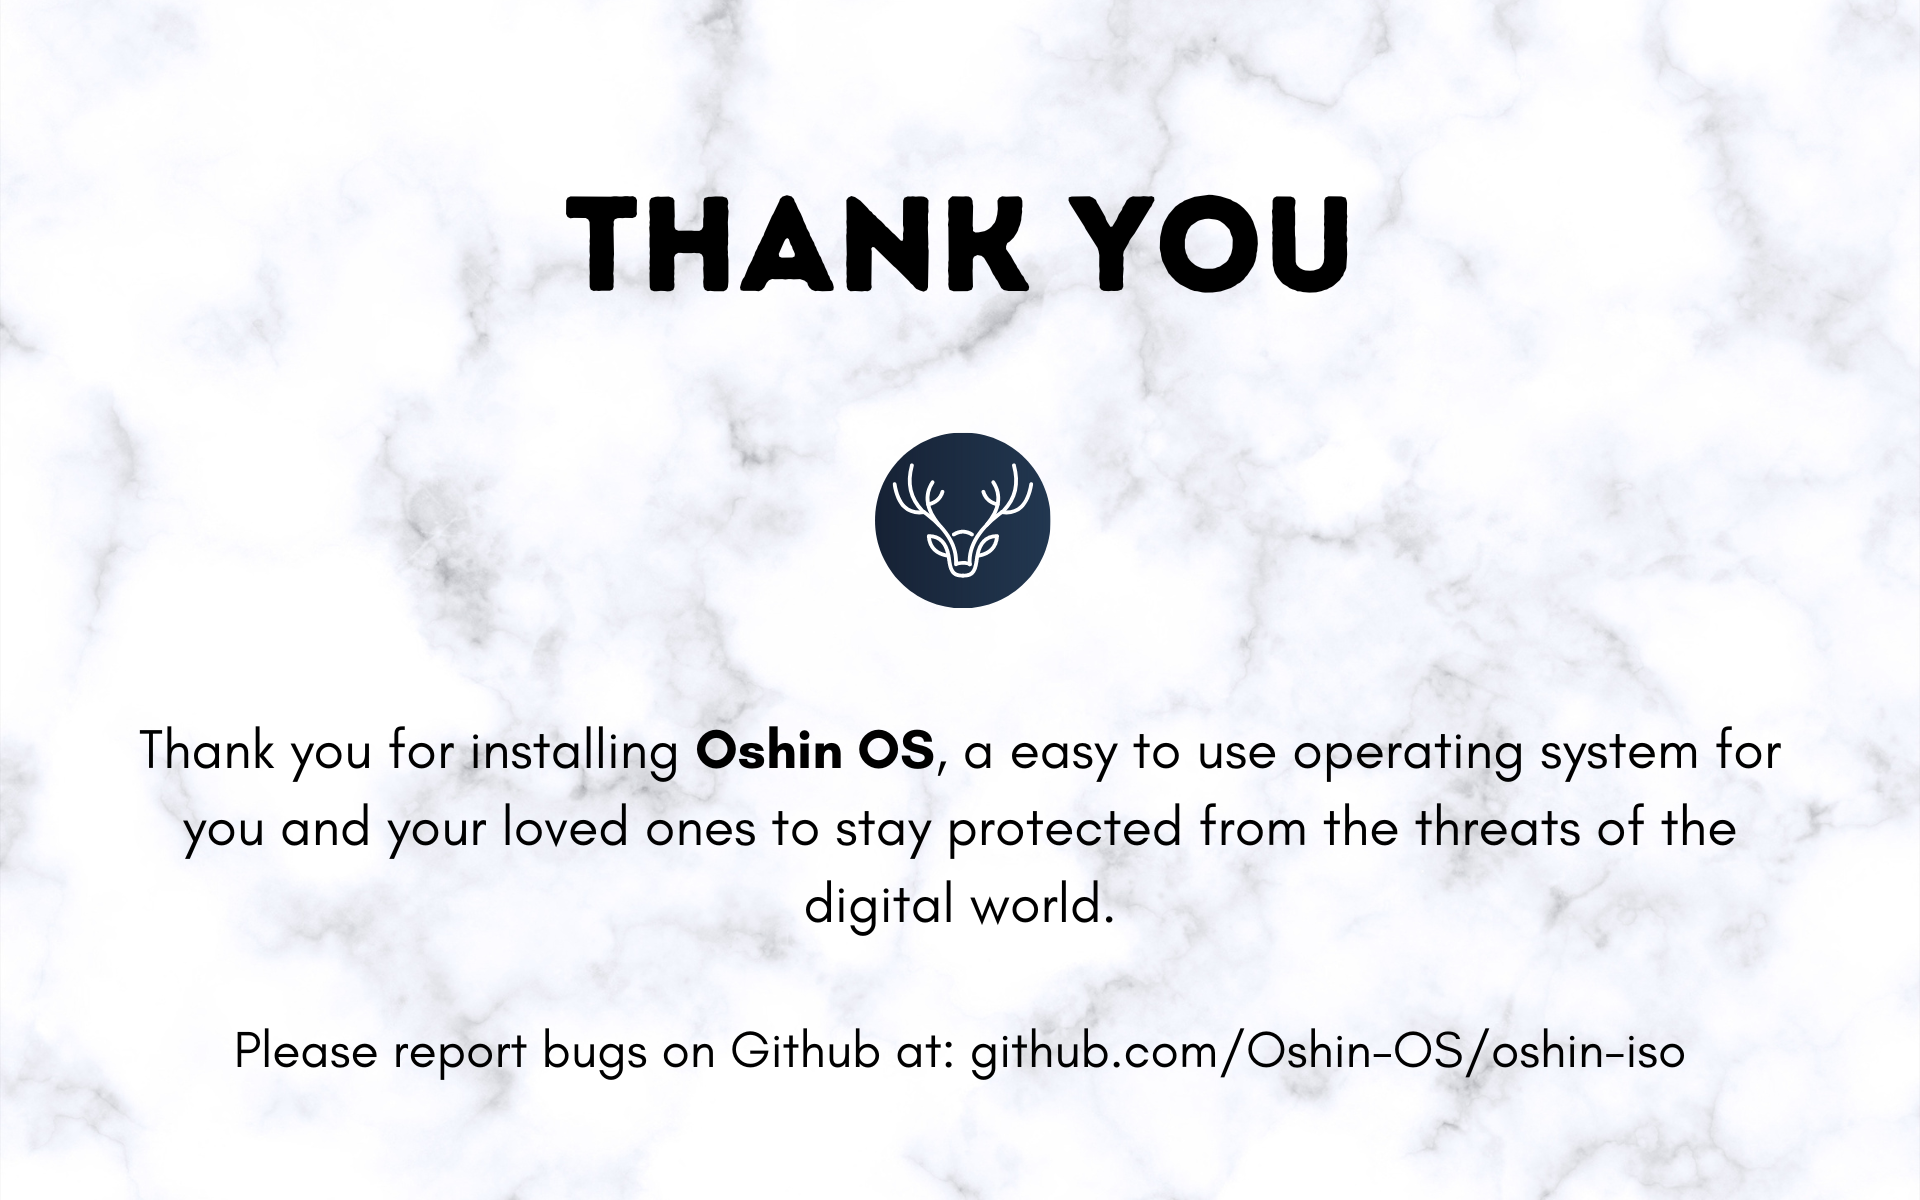 THANK YOU
Thank you for installing Oshin OS, a easy to use operating system for
you and your loved ones to stay protected from the threats of the
digital world.
Please report bugs on Github at: github.com/Oshin-OS/oshin-iso